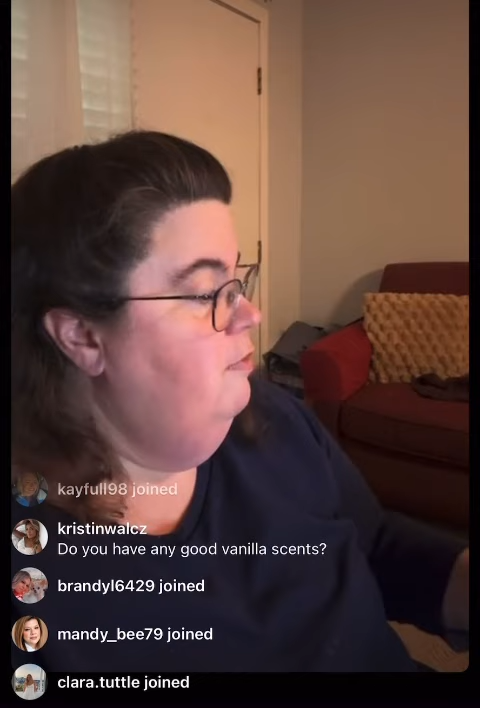 kayfull98 joined
kristinwalcz
Do you have any good vanilla scents?
brandyl6429 joined
mandy_bee79 joined
clara.tuttle joined